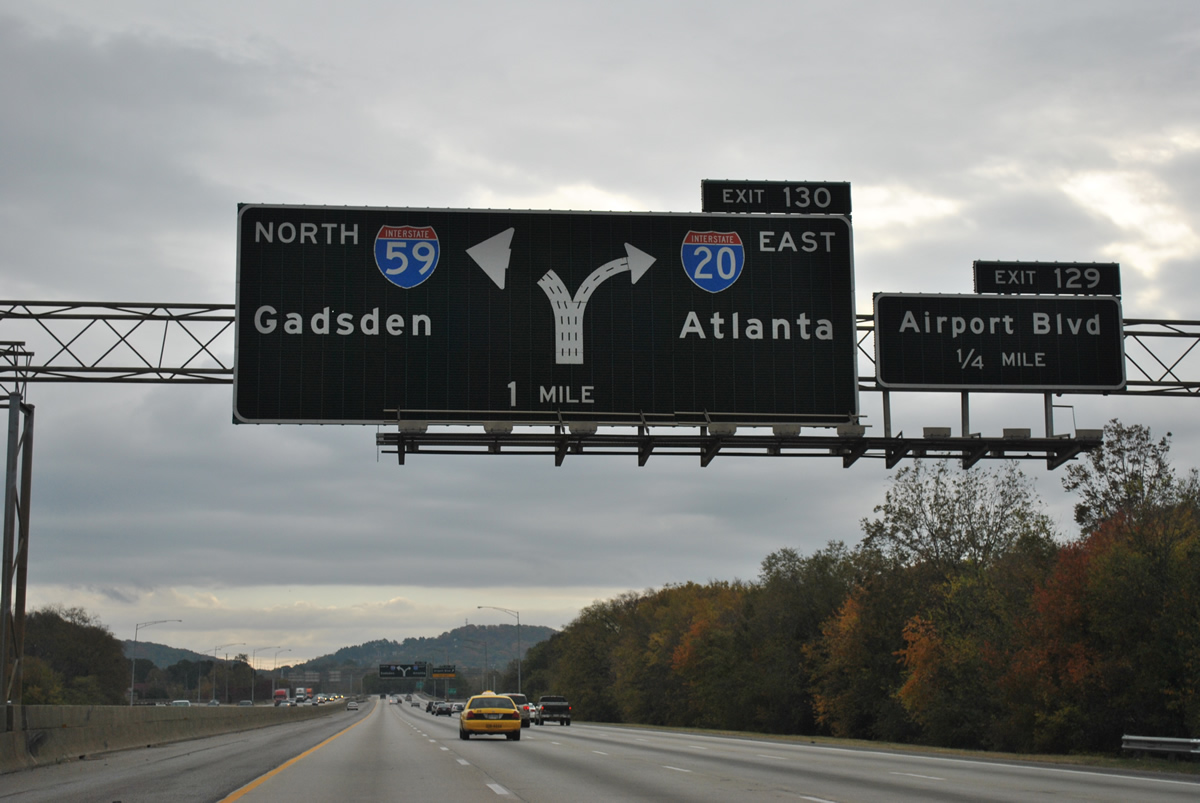 EXIT 130
NORTH INTERSTATE 59 INTERSTATE 20 EAST
Gadsden Atlanta
1 MILE
EXIT 129
Airport Blvd
1/4 MILE